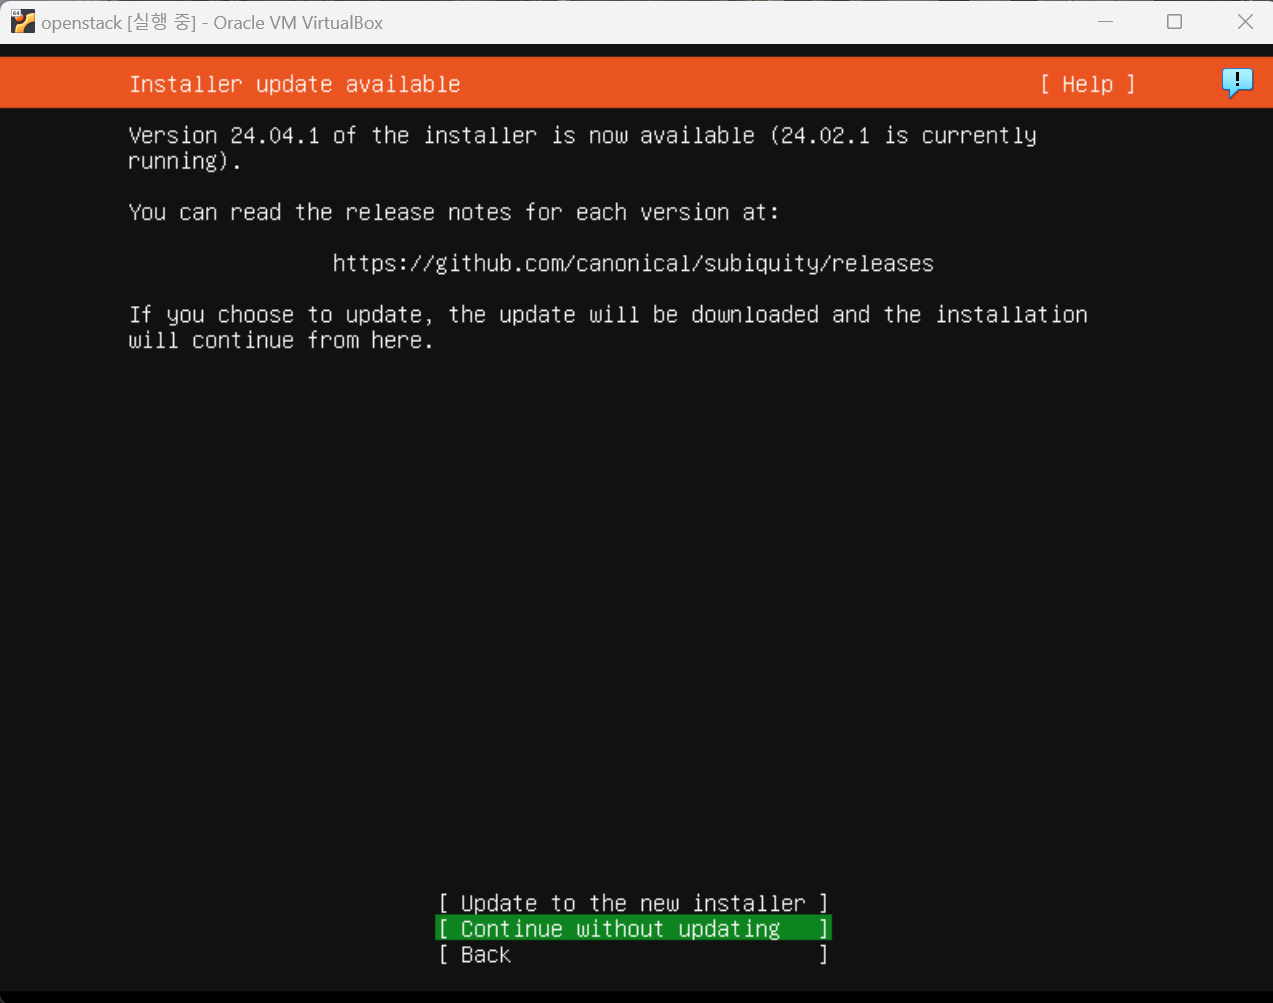 openstack [실행 중] - Oracle VM VirtualBox
Installer update available [ Help ]
Version 24.04.1 of the installer is now available (24.02.1 is currently
running).
You can read the release notes for each version at:
https://github.com/canonical/subiquity/releases
If you choose to update, the update will be downloaded and the installation
will continue from here.
[ Update to the new installer ]
[ Continue without updating ]
[ Back ]